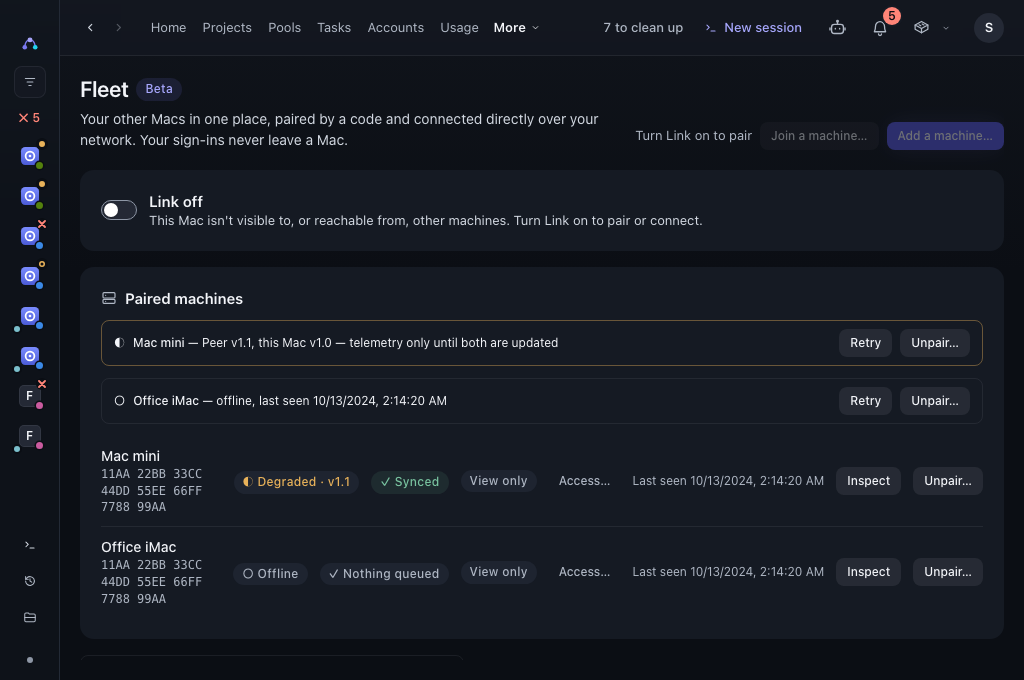 Home Projects Pools Tasks Accounts Usage More 7 to clean up New session 5 S
5
F
F
Fleet Beta
Your other Macs in one place, paired by a code and connected directly over your
network. Your sign-ins never leave a Mac.
Turn Link on to pair Join a machine... Add a machine...
Link off
This Mac isn't visible to, or reachable from, other machines. Turn Link on to pair or connect.
Paired machines
Mac mini — Peer v1.1, this Mac v1.0 — telemetry only until both are updated Retry Unpair...
Office iMac — offline, last seen 10/13/2024, 2:14:20 AM Retry Unpair...
Mac mini
11AA 22BB 33CC
44DD 55EE 66FF
7788 99AA
Degraded · v1.1 Synced View only Access... Last seen 10/13/2024, 2:14:20 AM Inspect Unpair...
Office iMac
11AA 22BB 33CC
44DD 55EE 66FF
7788 99AA
Offline Nothing queued View only Access... Last seen 10/13/2024, 2:14:20 AM Inspect Unpair...